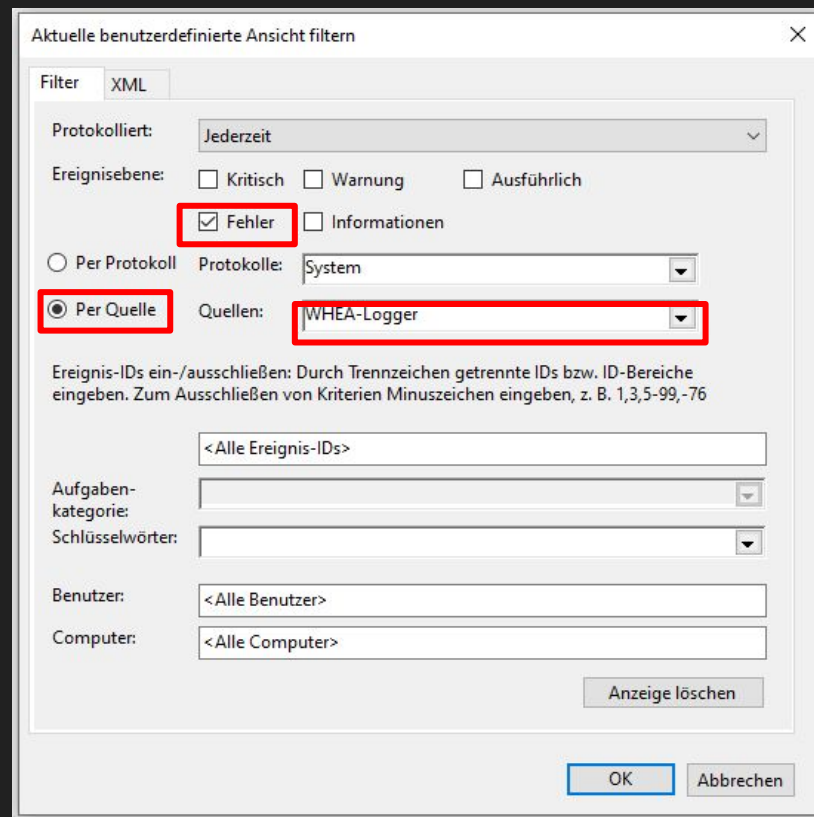 Aktuelle benutzerdefinierte Ansicht filtern
Filter XML
Protokolliert: Jederzeit
Ereignisebene: Kritisch Warnung Ausführlich
Fehler Informationen
Per Protokoll Protokolle: System
Per Quelle Quellen: WHEA-Logger
Ereignis-IDs ein-/ausschließen: Durch Trennzeichen getrennte IDs bzw. ID-Bereiche
eingeben. Zum Ausschließen von Kriterien Minuszeichen eingeben, z. B. 1,3,5-99,-76
<Alle Ereignis-IDs>
Aufgaben-
kategorie:
Schlüsselwörter:
Benutzer: <Alle Benutzer>
Computer: <Alle Computer>
Anzeige löschen
OK Abbrechen